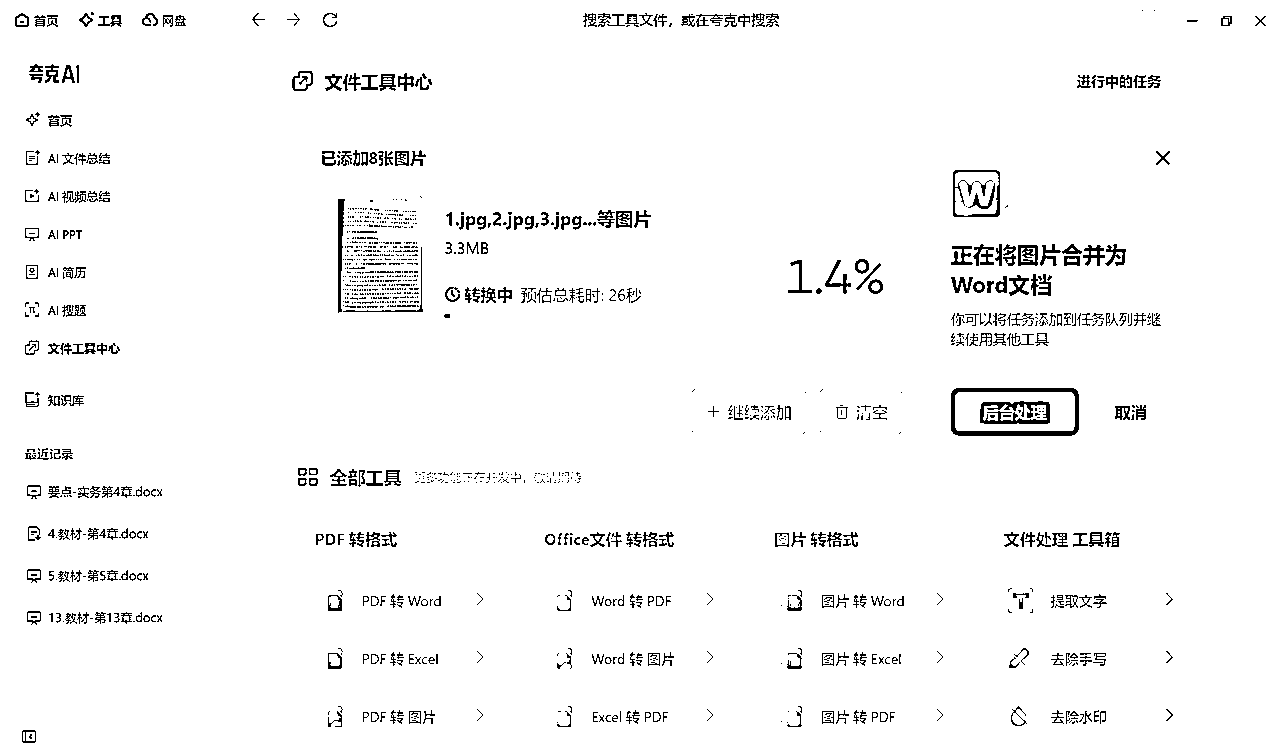 首页 工具 网盘
搜索工具文件，或在夸克中搜索
夸克AI
首页
AI 文件总结
AI 视频总结
AI PPT
AI 简历
AI 搜题
文件工具中心
知识库
最近记录
要点-实务第4章.docx
4.教材-第4章.docx
5.教材-第5章.docx
13.教材-第13章.docx
文件工具中心
进行中的任务
已添加8张图片
1.jpg,2.jpg,3.jpg...等图片
3.3MB
转换中 预估总耗时: 26秒
1.4%
W
正在将图片合并为
Word文档
你可以将任务添加到任务队列并继
续使用其他工具
+ 继续添加 清空
后台处理 取消
全部工具 更多功能正在开发中，敬请期待
PDF 转格式
PDF 转 Word
PDF 转 Excel
PDF 转 图片
Office文件 转格式
Word 转 PDF
Word 转 图片
Excel 转 PDF
图片 转格式
图片 转 Word
图片 转 Excel
图片 转 PDF
文件处理 工具箱
提取文字
去除手写
去除水印